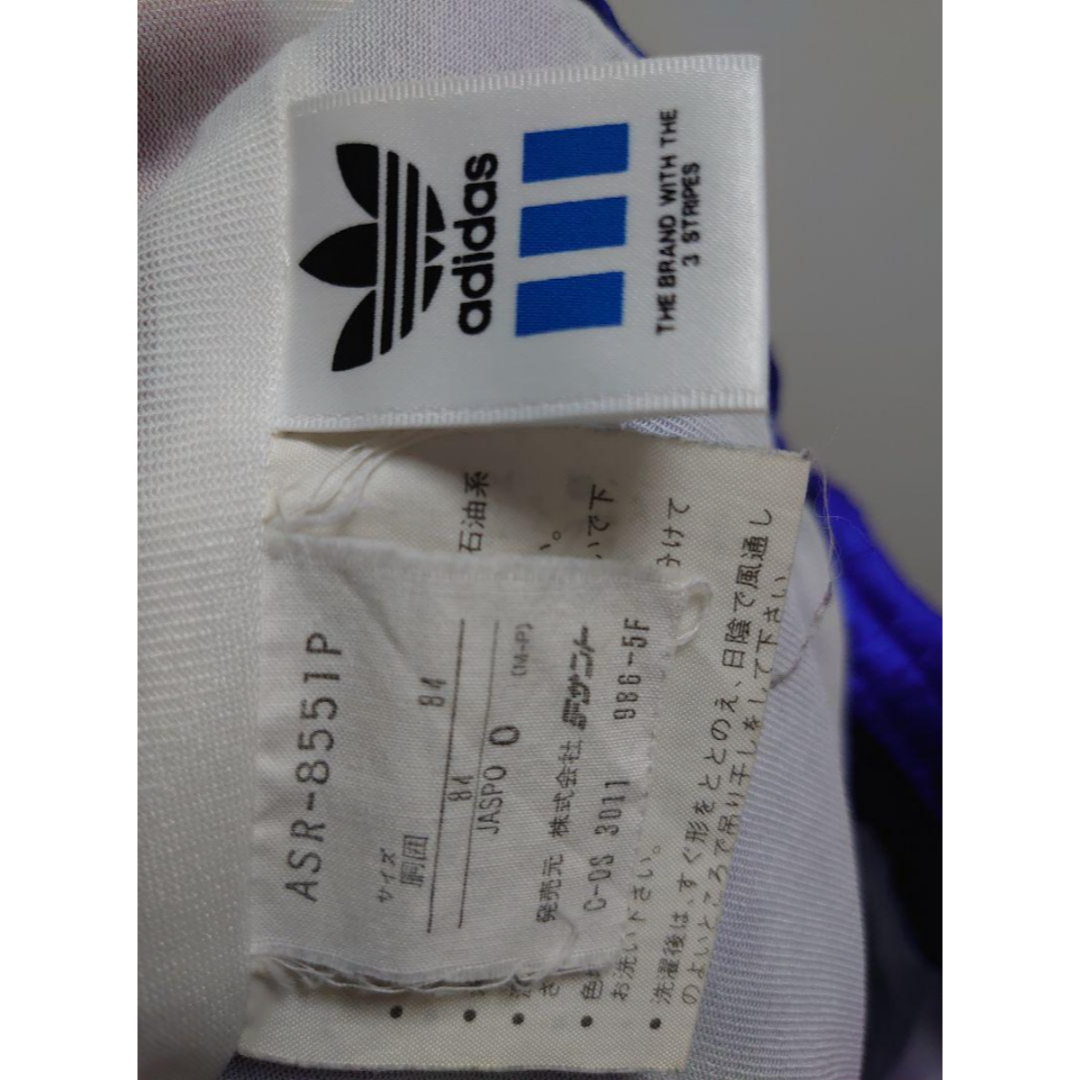 adidas
THE BRAND WITH THE
3 STRIPES
ASR-8551P
サイズ
胴囲 84
84
JASPO O
(M-P)
発売元 株式会社 デサント
C-OS 3011 986-5F
石油系
い。
いで下
分けて
お洗い下さい。
• 洗濯後は、すぐ形をととのえ、日陰で風通し
のよいところで吊り干しをして下さい